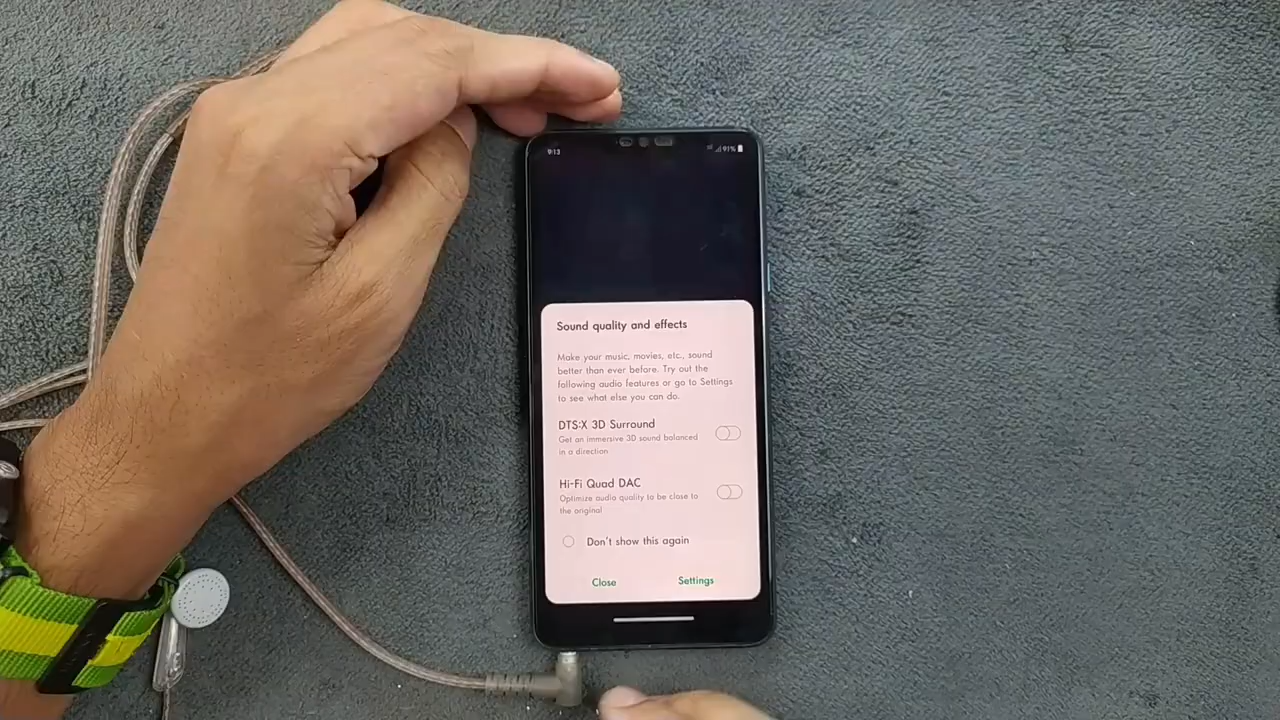 9:13
91%
Sound quality and effects
Make your music, movies, etc., sound
better than ever before. Try out the
following audio features or go to Settings
to see what else you can do.
DTS:X 3D Surround
Get an immersive 3D sound balanced
in a direction
Hi-Fi Quad DAC
Optimize audio quality to be close to
the original
Don't show this again
Close
Settings